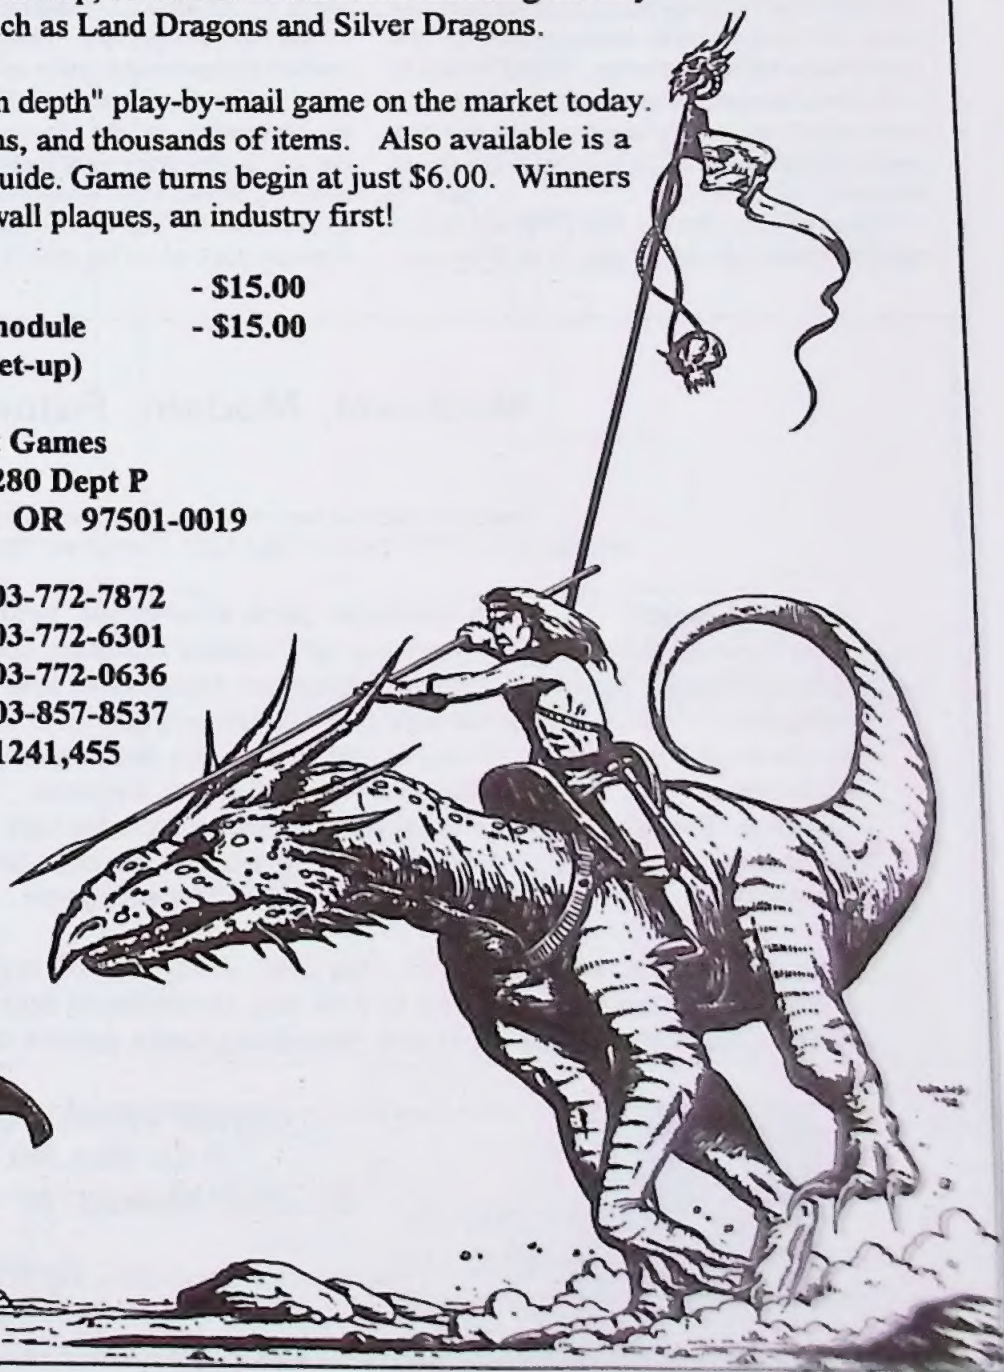 ch as Land Dragons and Silver Dragons.
n depth" play-by-mail game on the market today.
ns, and thousands of items. Also available is a
uide. Game turns begin at just $6.00. Winners
wall plaques, an industry first!
- $15.00
nodule - $15.00
et-up)
Games
280 Dept P
OR 97501-0019
03-772-7872
03-772-6301
03-772-0636
03-857-8537
1241,455